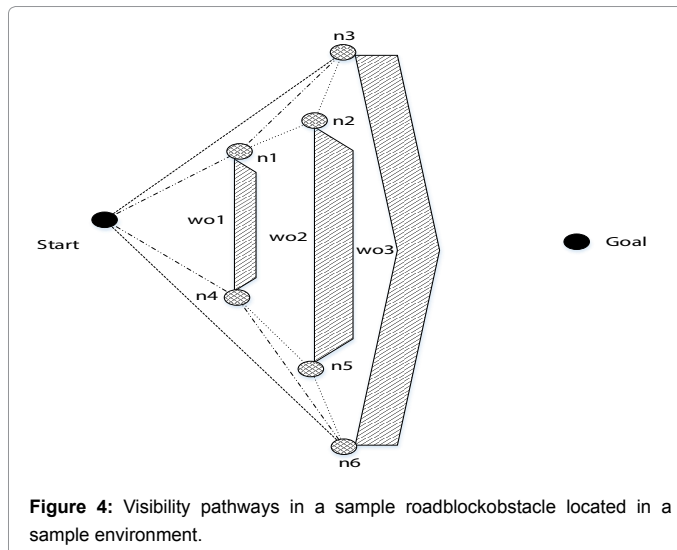 n3
n2
n1
wo1
wo2
wo3
Start
Goal
n4
n5
n6
Figure 4: Visibility pathways in a sample roadblockobstacle located in a
sample environment.